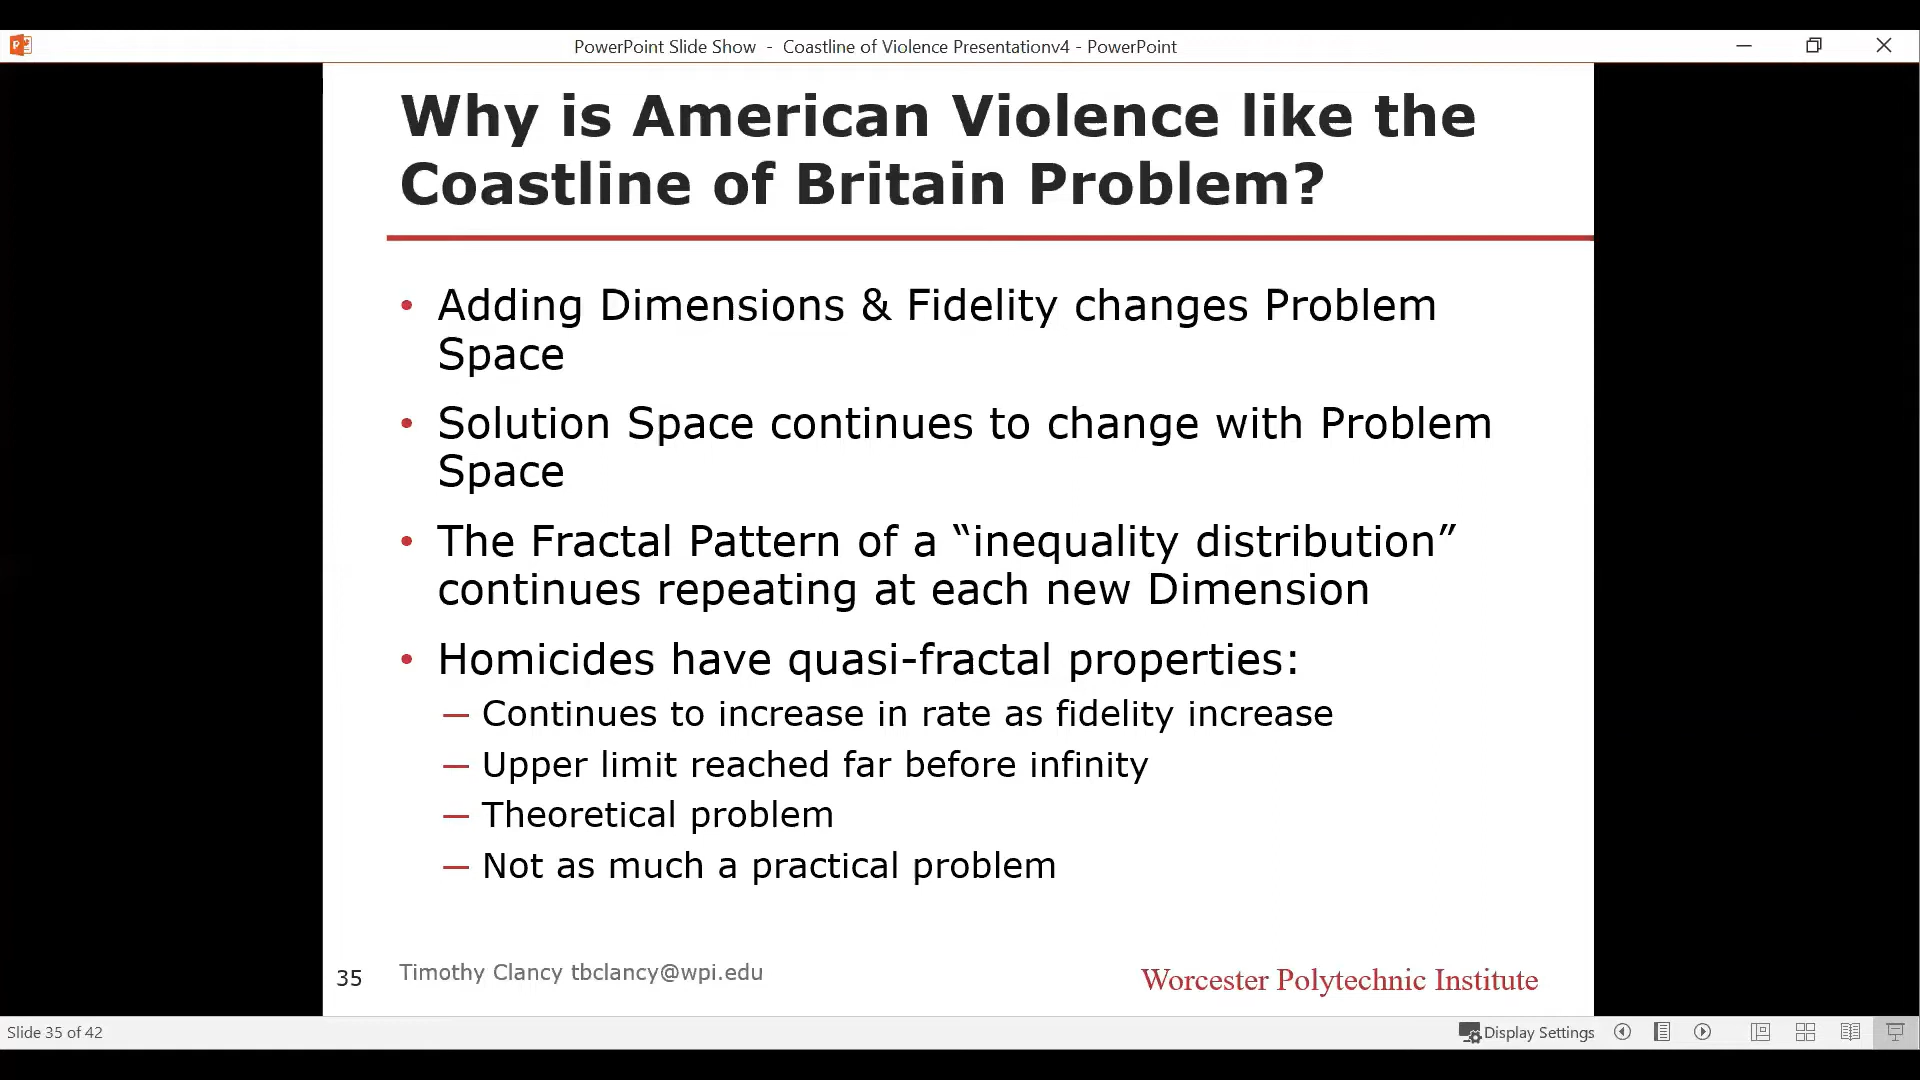 PowerPoint Slide Show - Coastline of Violence Presentationv4 - PowerPoint
Why is American Violence like the
Coastline of Britain Problem?
• Adding Dimensions & Fidelity changes Problem
Space
• Solution Space continues to change with Problem
Space
• The Fractal Pattern of a “inequality distribution”
continues repeating at each new Dimension
• Homicides have quasi-fractal properties:
— Continues to increase in rate as fidelity increase
— Upper limit reached far before infinity
— Theoretical problem
— Not as much a practical problem
35 Timothy Clancy tbclancy@wpi.edu Worcester Polytechnic Institute
Slide 35 of 42 Display Settings